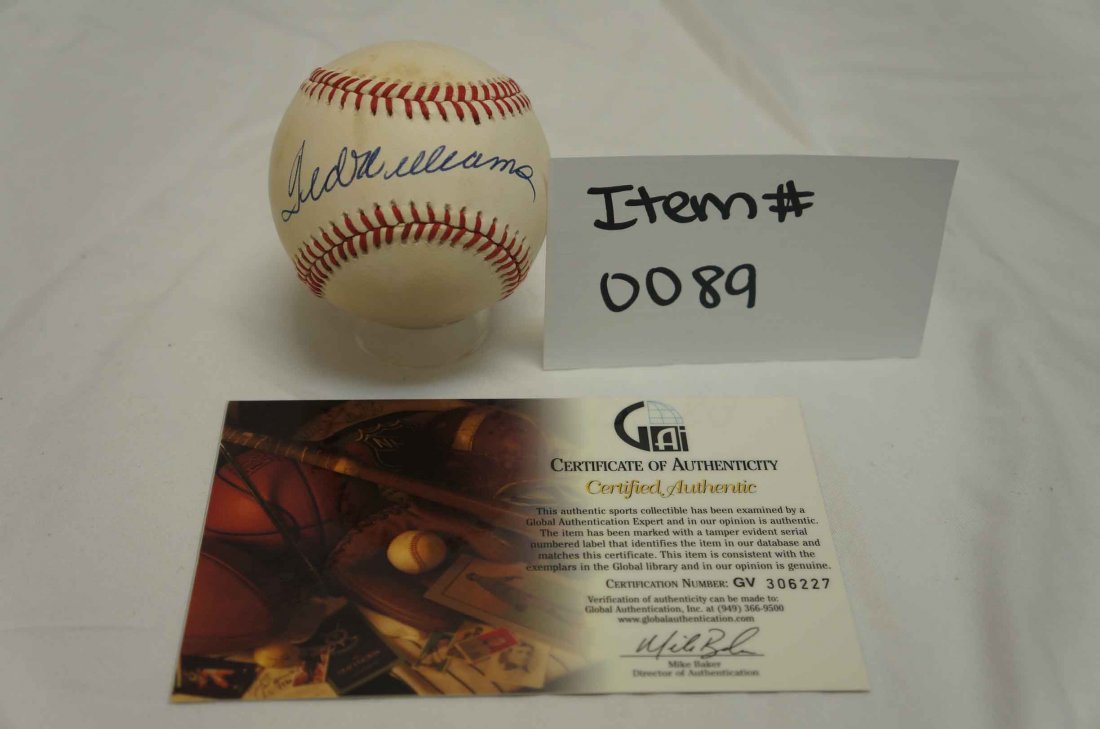 Ted Williams
Item#
0089
GAi
CERTIFICATE OF AUTHENTICITY
Certified Authentic
This authentic sports collectible has been examined by a
Global Authentication Expert and in our opinion is authentic.
The item has been marked with a tamper evident serial
numbered label that identifies the item in our database and
matches this certificate. This item is consistent with the
exemplars in the Global library and in our opinion is genuine.
CERTIFICATION NUMBER: GV 306227
Verification of authenticity can be made to:
Global Authentication, Inc. at (949) 366-9500
www.globalauthentication.com
Mike Baker
Mike Baker
Director of Authentication